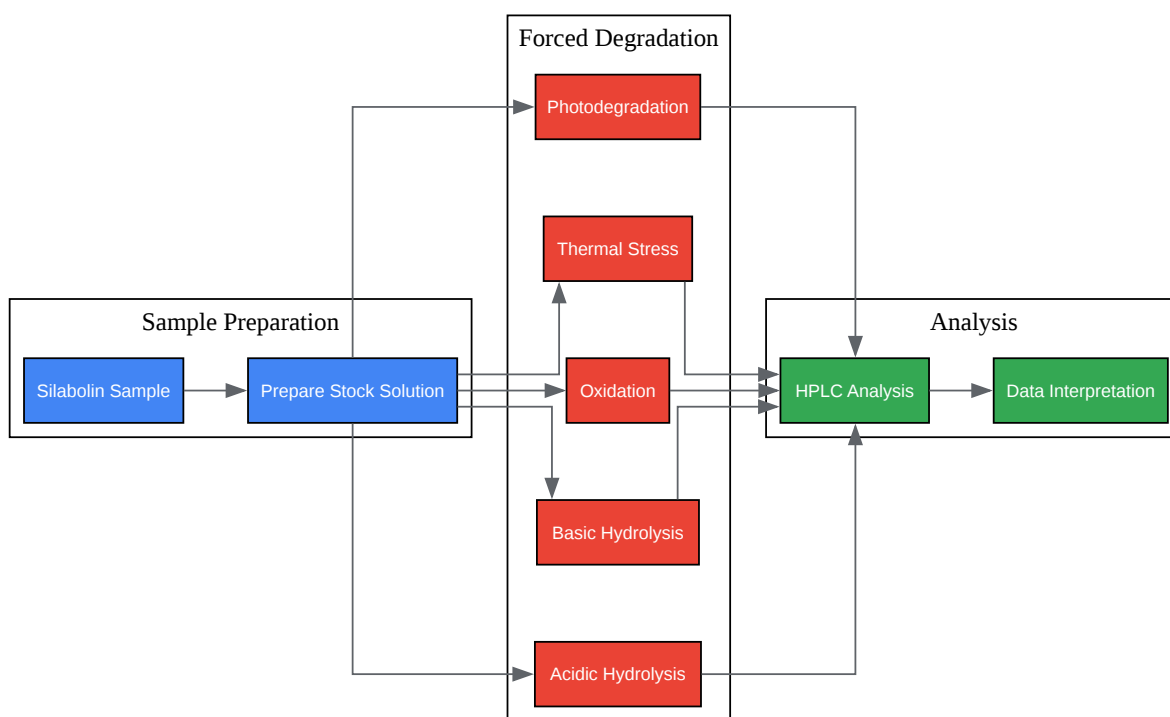 Forced Degradation
Photodegradation
Thermal Stress
Sample Preparation
Analysis
Silabolin Sample
Prepare Stock Solution
Oxidation
HPLC Analysis
Data Interpretation
Basic Hydrolysis
Acidic Hydrolysis